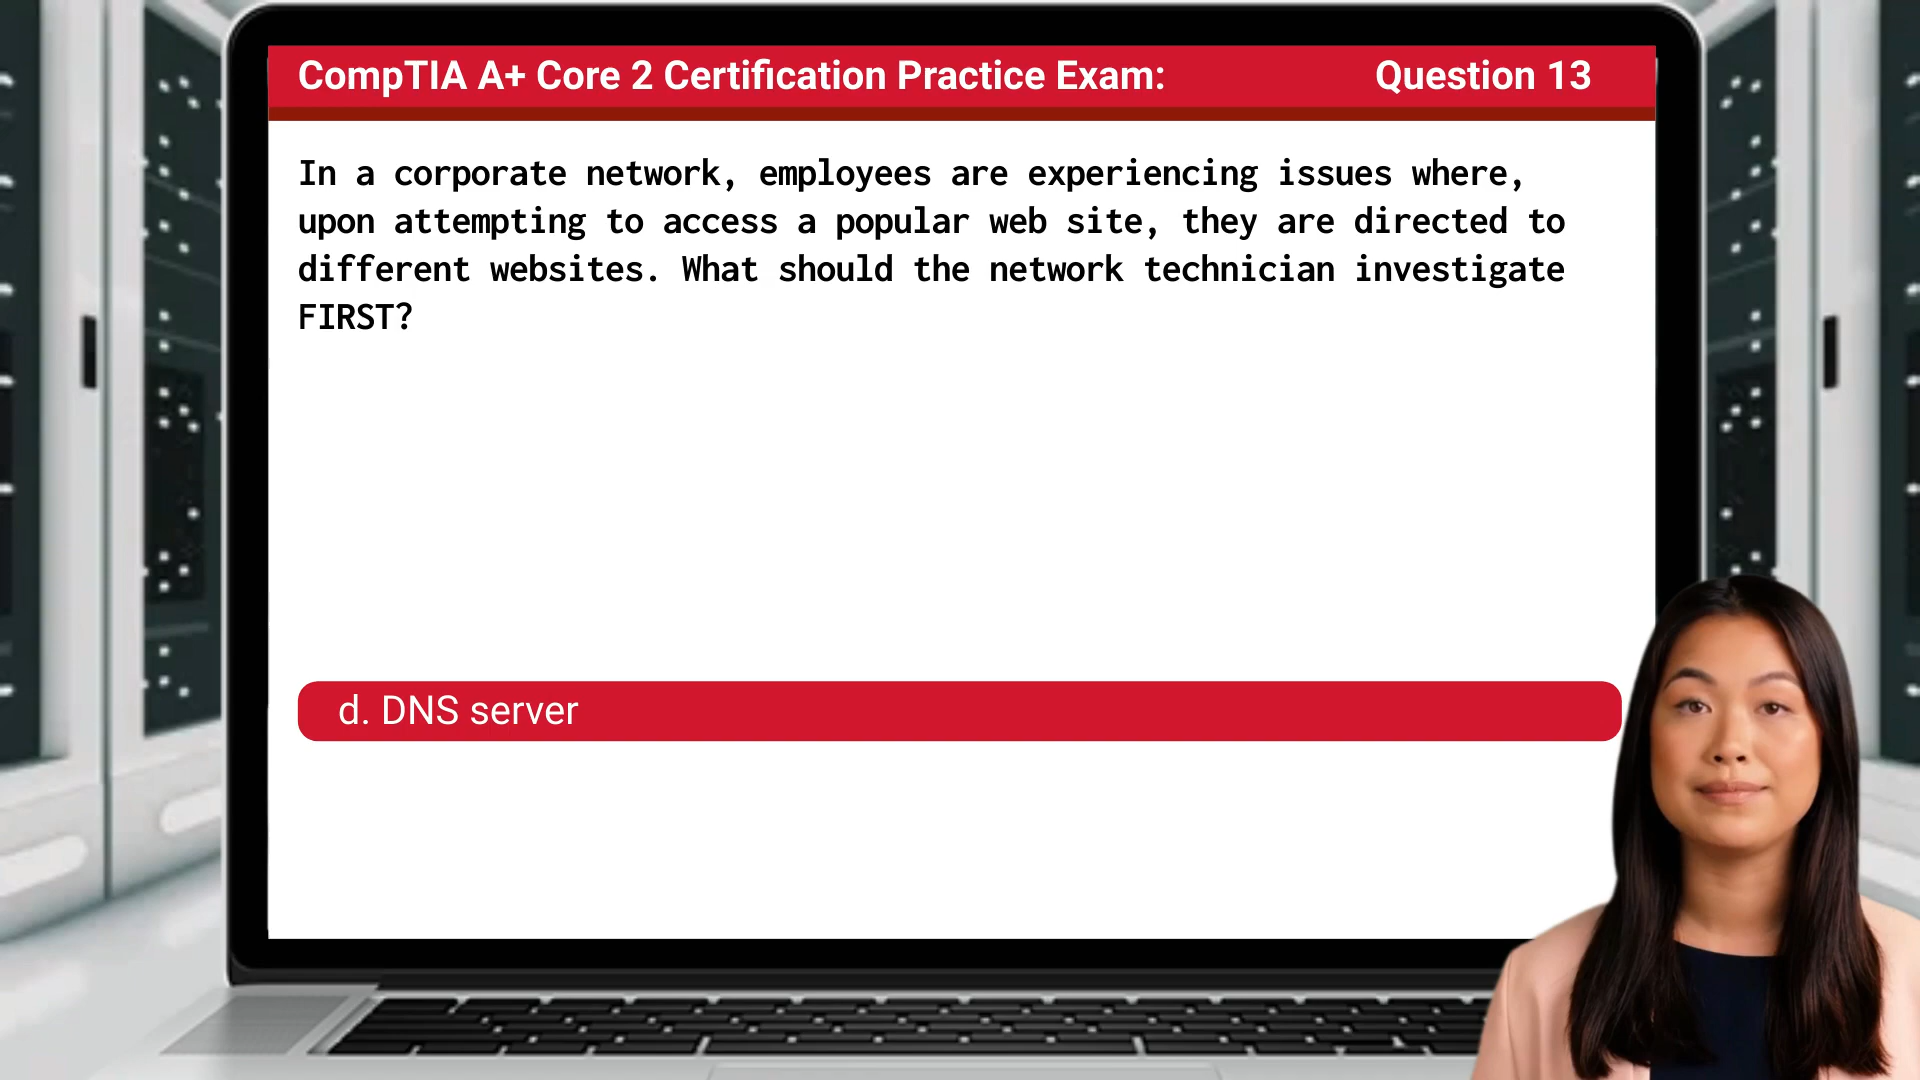 CompTIA A+ Core 2 Certification Practice Exam: Question 13
In a corporate network, employees are experiencing issues where,
upon attempting to access a popular web site, they are directed to
different websites. What should the network technician investigate
FIRST?
d. DNS server